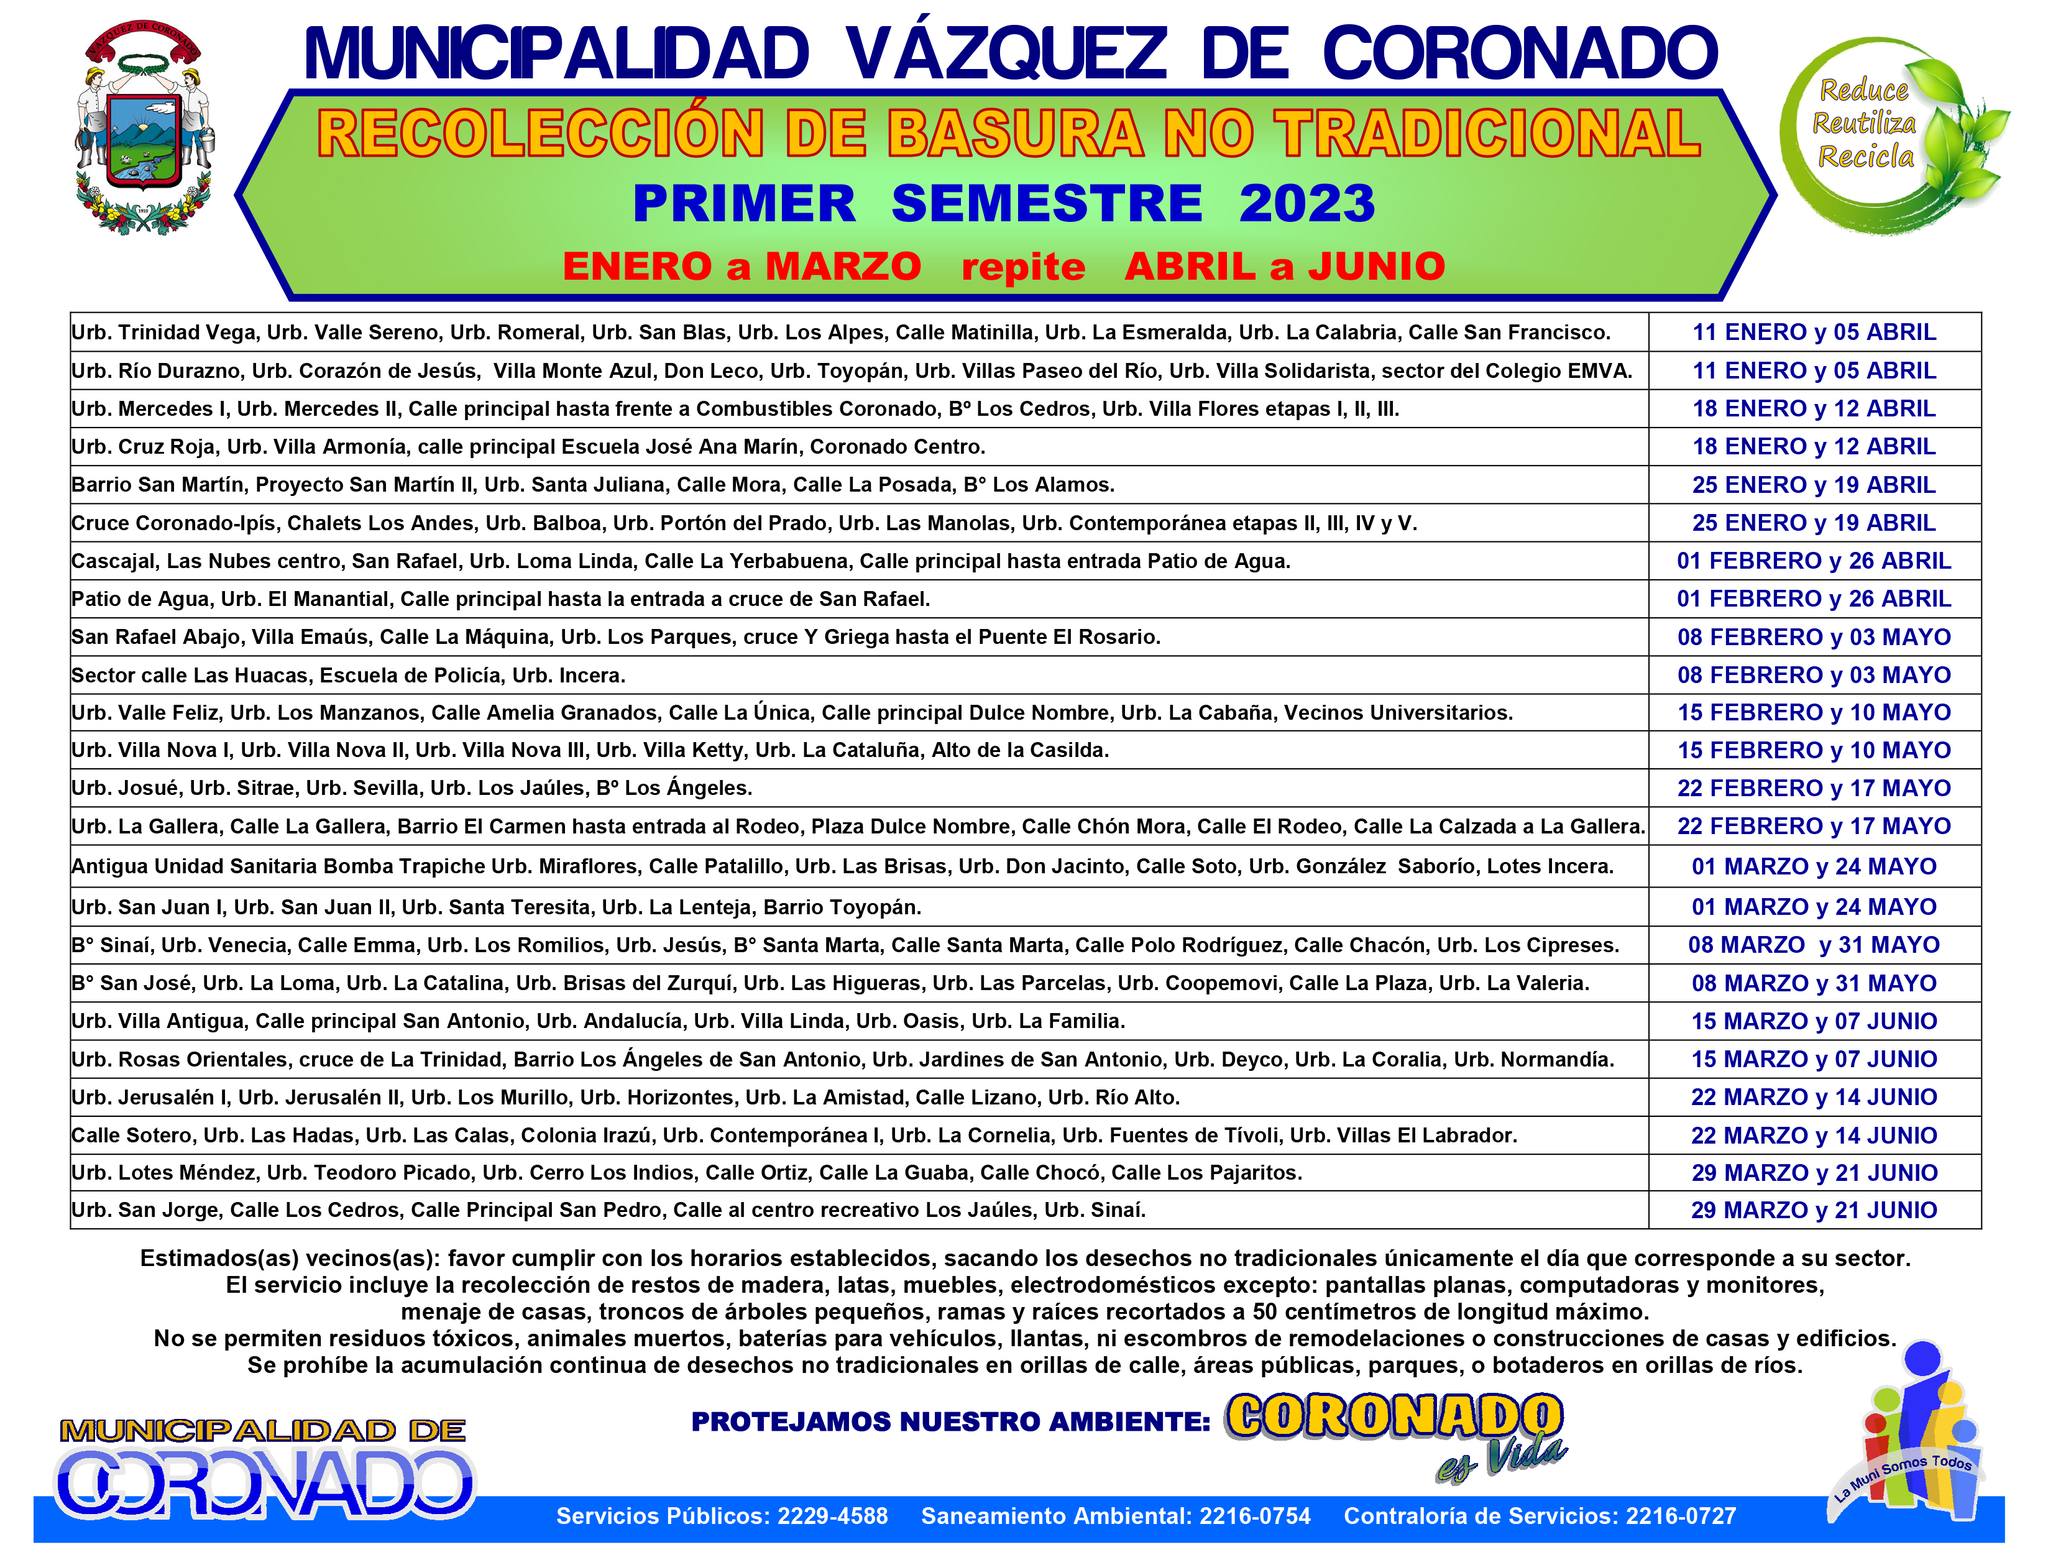 VÁZQUEZ DE CORONADO
1910
MUNICIPALIDAD VÁZQUEZ DE CORONADO
RECOLECCIÓN DE BASURA NO TRADICIONAL
PRIMER SEMESTRE 2023
ENERO a MARZO repite ABRIL a JUNIO
Reduce
Reutiliza
Recicla
Urb. Trinidad Vega, Urb. Valle Sereno, Urb. Romeral, Urb. San Blas, Urb. Los Alpes, Calle Matinilla, Urb. La Esmeralda, Urb. La Calabria, Calle San Francisco. 11 ENERO y 05 ABRIL
Urb. Río Durazno, Urb. Corazón de Jesús, Villa Monte Azul, Don Leco, Urb. Toyopán, Urb. Villas Paseo del Río, Urb. Villa Solidarista, sector del Colegio EMVA. 11 ENERO y 05 ABRIL
Urb. Mercedes I, Urb. Mercedes II, Calle principal hasta frente a Combustibles Coronado, Bº Los Cedros, Urb. Villa Flores etapas I, II, III. 18 ENERO y 12 ABRIL
Urb. Cruz Roja, Urb. Villa Armonía, calle principal Escuela José Ana Marín, Coronado Centro. 18 ENERO y 12 ABRIL
Barrio San Martín, Proyecto San Martín II, Urb. Santa Juliana, Calle Mora, Calle La Posada, B° Los Alamos. 25 ENERO y 19 ABRIL
Cruce Coronado-Ipís, Chalets Los Andes, Urb. Balboa, Urb. Portón del Prado, Urb. Las Manolas, Urb. Contemporánea etapas II, III, IV y V. 25 ENERO y 19 ABRIL
Cascajal, Las Nubes centro, San Rafael, Urb. Loma Linda, Calle La Yerbabuena, Calle principal hasta entrada Patio de Agua. 01 FEBRERO y 26 ABRIL
Patio de Agua, Urb. El Manantial, Calle principal hasta la entrada a cruce de San Rafael. 01 FEBRERO y 26 ABRIL
San Rafael Abajo, Villa Emaús, Calle La Máquina, Urb. Los Parques, cruce Y Griega hasta el Puente El Rosario. 08 FEBRERO y 03 MAYO
Sector calle Las Huacas, Escuela de Policía, Urb. Incera. 08 FEBRERO y 03 MAYO
Urb. Valle Feliz, Urb. Los Manzanos, Calle Amelia Granados, Calle La Única, Calle principal Dulce Nombre, Urb. La Cabaña, Vecinos Universitarios. 15 FEBRERO y 10 MAYO
Urb. Villa Nova I, Urb. Villa Nova II, Urb. Villa Nova III, Urb. Villa Ketty, Urb. La Cataluña, Alto de la Casilda. 15 FEBRERO y 10 MAYO
Urb. Josué, Urb. Sitrae, Urb. Sevilla, Urb. Los Jaúles, Bº Los Ángeles. 22 FEBRERO y 17 MAYO
Urb. La Gallera, Calle La Gallera, Barrio El Carmen hasta entrada al Rodeo, Plaza Dulce Nombre, Calle Chón Mora, Calle El Rodeo, Calle La Calzada a La Gallera. 22 FEBRERO y 17 MAYO
Antigua Unidad Sanitaria Bomba Trapiche Urb. Miraflores, Calle Patalillo, Urb. Las Brisas, Urb. Don Jacinto, Calle Soto, Urb. González Saborío, Lotes Incera. 01 MARZO y 24 MAYO
Urb. San Juan I, Urb. San Juan II, Urb. Santa Teresita, Urb. La Lenteja, Barrio Toyopán. 01 MARZO y 24 MAYO
B° Sinaí, Urb. Venecia, Calle Emma, Urb. Los Romilios, Urb. Jesús, B° Santa Marta, Calle Santa Marta, Calle Polo Rodríguez, Calle Chacón, Urb. Los Cipreses. 08 MARZO y 31 MAYO
B° San José, Urb. La Loma, Urb. La Catalina, Urb. Brisas del Zurquí, Urb. Las Higueras, Urb. Las Parcelas, Urb. Coopemovi, Calle La Plaza, Urb. La Valeria. 08 MARZO y 31 MAYO
Urb. Villa Antigua, Calle principal San Antonio, Urb. Andalucía, Urb. Villa Linda, Urb. Oasis, Urb. La Familia. 15 MARZO y 07 JUNIO
Urb. Rosas Orientales, cruce de La Trinidad, Barrio Los Ángeles de San Antonio, Urb. Jardines de San Antonio, Urb. Deyco, Urb. La Coralia, Urb. Normandía. 15 MARZO y 07 JUNIO
Urb. Jerusalén I, Urb. Jerusalén II, Urb. Los Murillo, Urb. Horizontes, Urb. La Amistad, Calle Lizano, Urb. Río Alto. 22 MARZO y 14 JUNIO
Calle Sotero, Urb. Las Hadas, Urb. Las Calas, Colonia Irazú, Urb. Contemporánea I, Urb. La Cornelia, Urb. Fuentes de Tívoli, Urb. Villas El Labrador. 22 MARZO y 14 JUNIO
Urb. Lotes Méndez, Urb. Teodoro Picado, Urb. Cerro Los Indios, Calle Ortiz, Calle La Guaba, Calle Chocó, Calle Los Pajaritos. 29 MARZO y 21 JUNIO
Urb. San Jorge, Calle Los Cedros, Calle Principal San Pedro, Calle al centro recreativo Los Jaúles, Urb. Sinaí. 29 MARZO y 21 JUNIO
Estimados(as) vecinos(as): favor cumplir con los horarios establecidos, sacando los desechos no tradicionales únicamente el día que corresponde a su sector.
El servicio incluye la recolección de restos de madera, latas, muebles, electrodomésticos excepto: pantallas planas, computadoras y monitores,
menaje de casas, troncos de árboles pequeños, ramas y raíces recortados a 50 centímetros de longitud máximo.
No se permiten residuos tóxicos, animales muertos, baterías para vehículos, llantas, ni escombros de remodelaciones o construcciones de casas y edificios.
Se prohíbe la acumulación continua de desechos no tradicionales en orillas de calle, áreas públicas, parques, o botaderos en orillas de ríos.
PROTEJAMOS NUESTRO AMBIENTE: CORONADO
es Vida
MUNICIPALIDAD DE
CORONADO
La Muni Somos Todos
Servicios Públicos: 2229-4588 Saneamiento Ambiental: 2216-0754 Contraloría de Servicios: 2216-0727